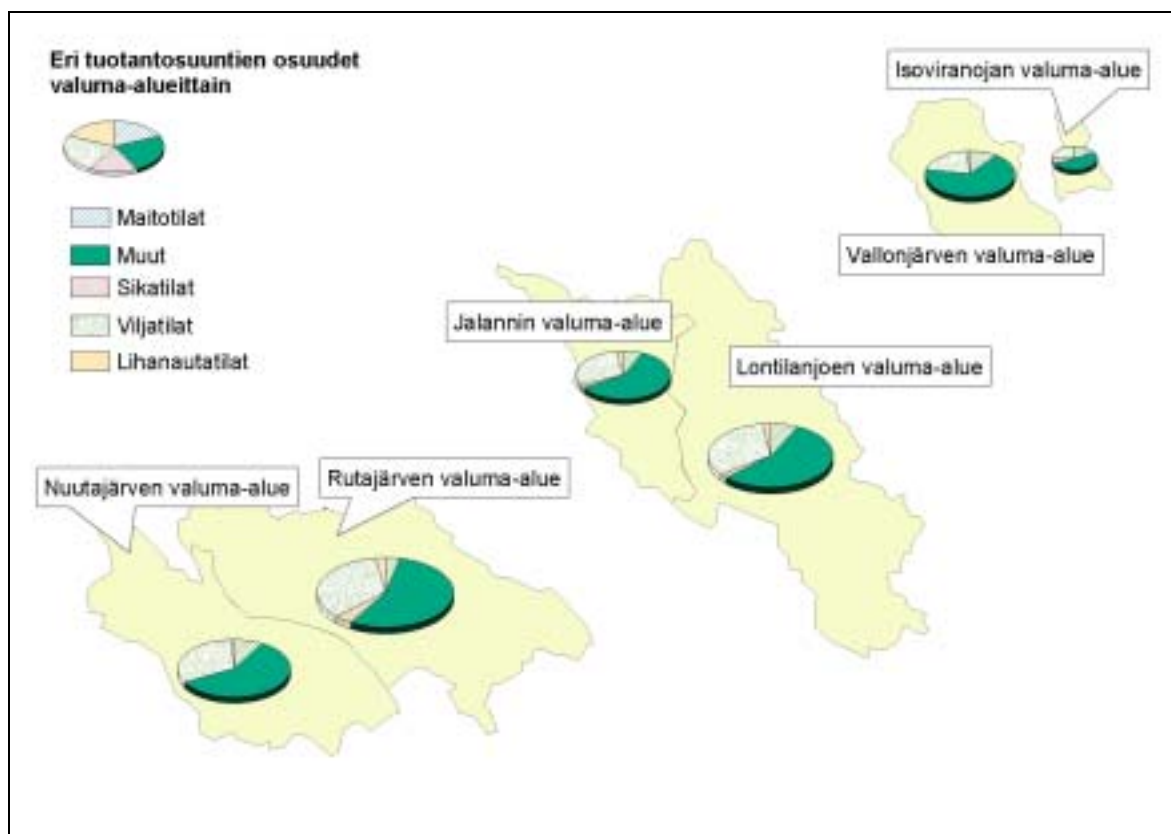 Eri tuotantosuuntien osuudet
valuma-alueittain
Maitotilat
Muut
Sikatilat
Viljatilat
Lihanautatilat
Isoviranojan valuma-alue
Vallonjärven valuma-alue
Jalannin valuma-alue
Lontilanjoen valuma-alue
Rutajärven valuma-alue
Nuutajärven valuma-alue